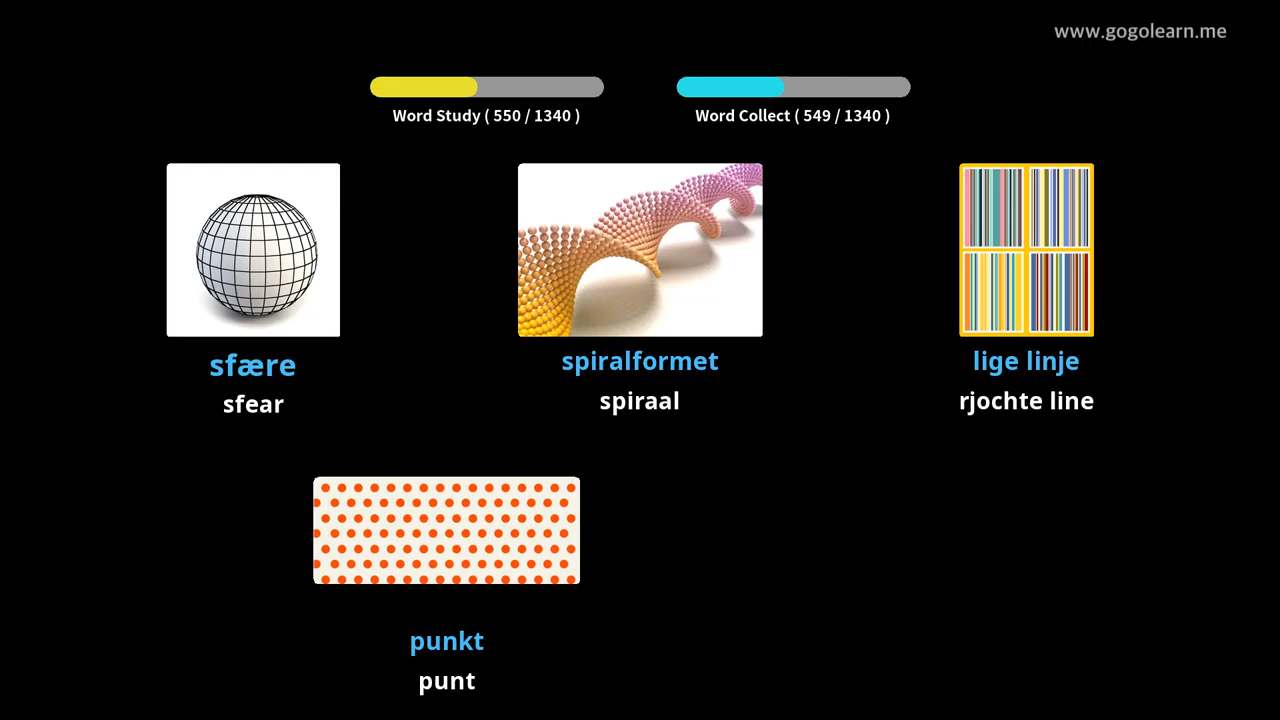 www.gogolearn.me
Word Study ( 550 / 1340 )
Word Collect ( 549 / 1340 )
sfære
sfear
spiralformet
spiraal
lige linje
rjochte line
punkt
punt